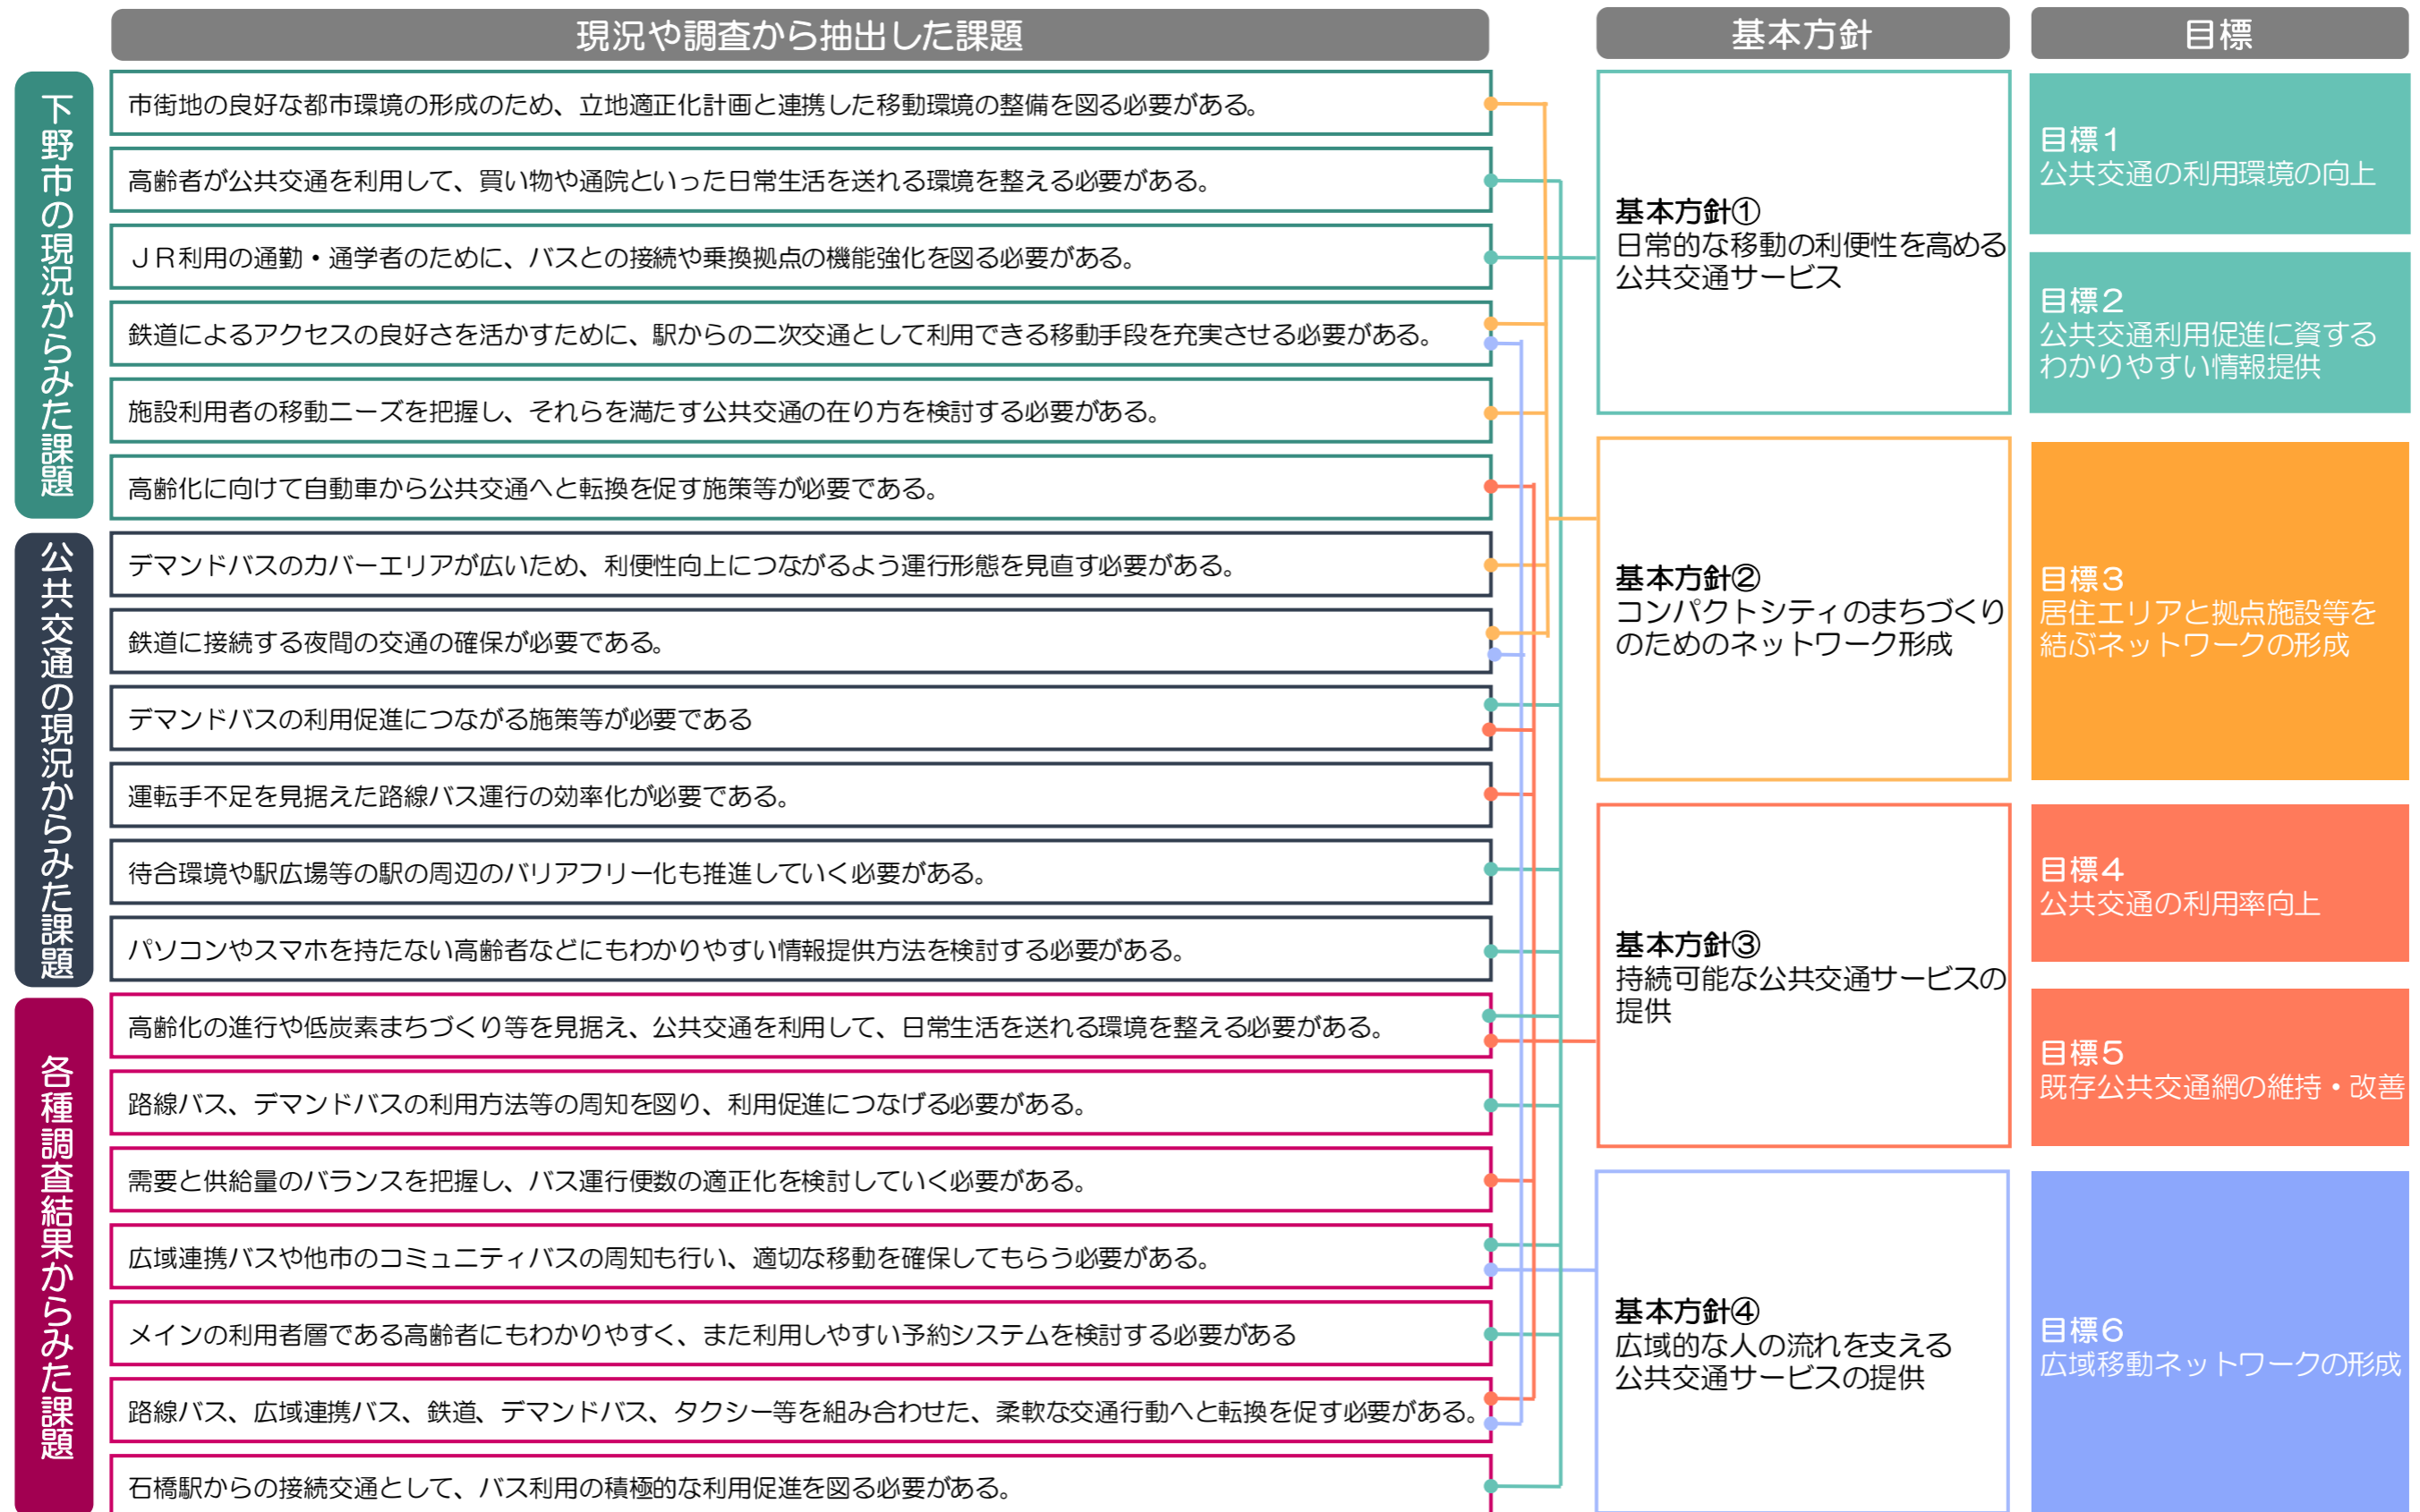 現況や調査から抽出した課題
基本方針
目標
下野市の現況からみた課題
市街地の良好な都市環境の形成のため、立地適正化計画と連携した移動環境の整備を図る必要がある。
高齢者が公共交通を利用して、買い物や通院といった日常生活を送れる環境を整える必要がある。
ＪＲ利用の通勤・通学者のために、バスとの接続や乗換拠点の機能強化を図る必要がある。
鉄道によるアクセスの良好さを活かすために、駅からの二次交通として利用できる移動手段を充実させる必要がある。
施設利用者の移動ニーズを把握し、それらを満たす公共交通の在り方を検討する必要がある。
高齢化に向けて自動車から公共交通へと転換を促す施策等が必要である。
公共交通の現況からみた課題
デマンドバスのカバーエリアが広いため、利便性向上につながるよう運行形態を見直す必要がある。
鉄道に接続する夜間の交通の確保が必要である。
デマンドバスの利用促進につながる施策等が必要である
運転手不足を見据えた路線バス運行の効率化が必要である。
待合環境や駅広場等の駅の周辺のバリアフリー化も推進していく必要がある。
パソコンやスマホを持たない高齢者などにもわかりやすい情報提供方法を検討する必要がある。
各種調査結果からみた課題
高齢化の進行や低炭素まちづくり等を見据え、公共交通を利用して、日常生活を送れる環境を整える必要がある。
路線バス、デマンドバスの利用方法等の周知を図り、利用促進につなげる必要がある。
需要と供給量のバランスを把握し、バス運行便数の適正化を検討していく必要がある。
広域連携バスや他市のコミュニティバスの周知も行い、適切な移動を確保してもらう必要がある。
メインの利用者層である高齢者にもわかりやすく、また利用しやすい予約システムを検討する必要がある
路線バス、広域連携バス、鉄道、デマンドバス、タクシー等を組み合わせた、柔軟な交通行動へと転換を促す必要がある。
石橋駅からの接続交通として、バス利用の積極的な利用促進を図る必要がある。
基本方針①
日常的な移動の利便性を高める
公共交通サービス
基本方針②
コンパクトシティのまちづくり
のためのネットワーク形成
基本方針③
持続可能な公共交通サービスの
提供
基本方針④
広域的な人の流れを支える
公共交通サービスの提供
目標１
公共交通の利用環境の向上
目標２
公共交通利用促進に資する
わかりやすい情報提供
目標３
居住エリアと拠点施設等を
結ぶネットワークの形成
目標４
公共交通の利用率向上
目標５
既存公共交通網の維持・改善
目標６
広域移動ネットワークの形成